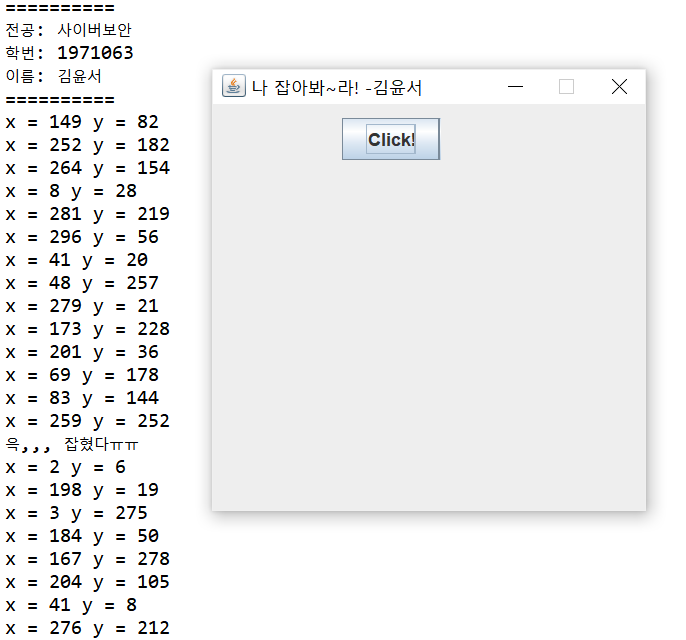 ==========
전공: 사이버보안
학번: 1971063
이름: 김윤서
==========
x = 149 y = 82
x = 252 y = 182
x = 264 y = 154
x = 8 y = 28
x = 281 y = 219
x = 296 y = 56
x = 41 y = 20
x = 48 y = 257
x = 279 y = 21
x = 173 y = 228
x = 201 y = 36
x = 69 y = 178
x = 83 y = 144
x = 259 y = 252
윽,,, 잡혔다ㅠㅠ
x = 2 y = 6
x = 198 y = 19
x = 3 y = 275
x = 184 y = 50
x = 167 y = 278
x = 204 y = 105
x = 41 y = 8
x = 276 y = 212
나 잡아봐~라! -김윤서
Click!